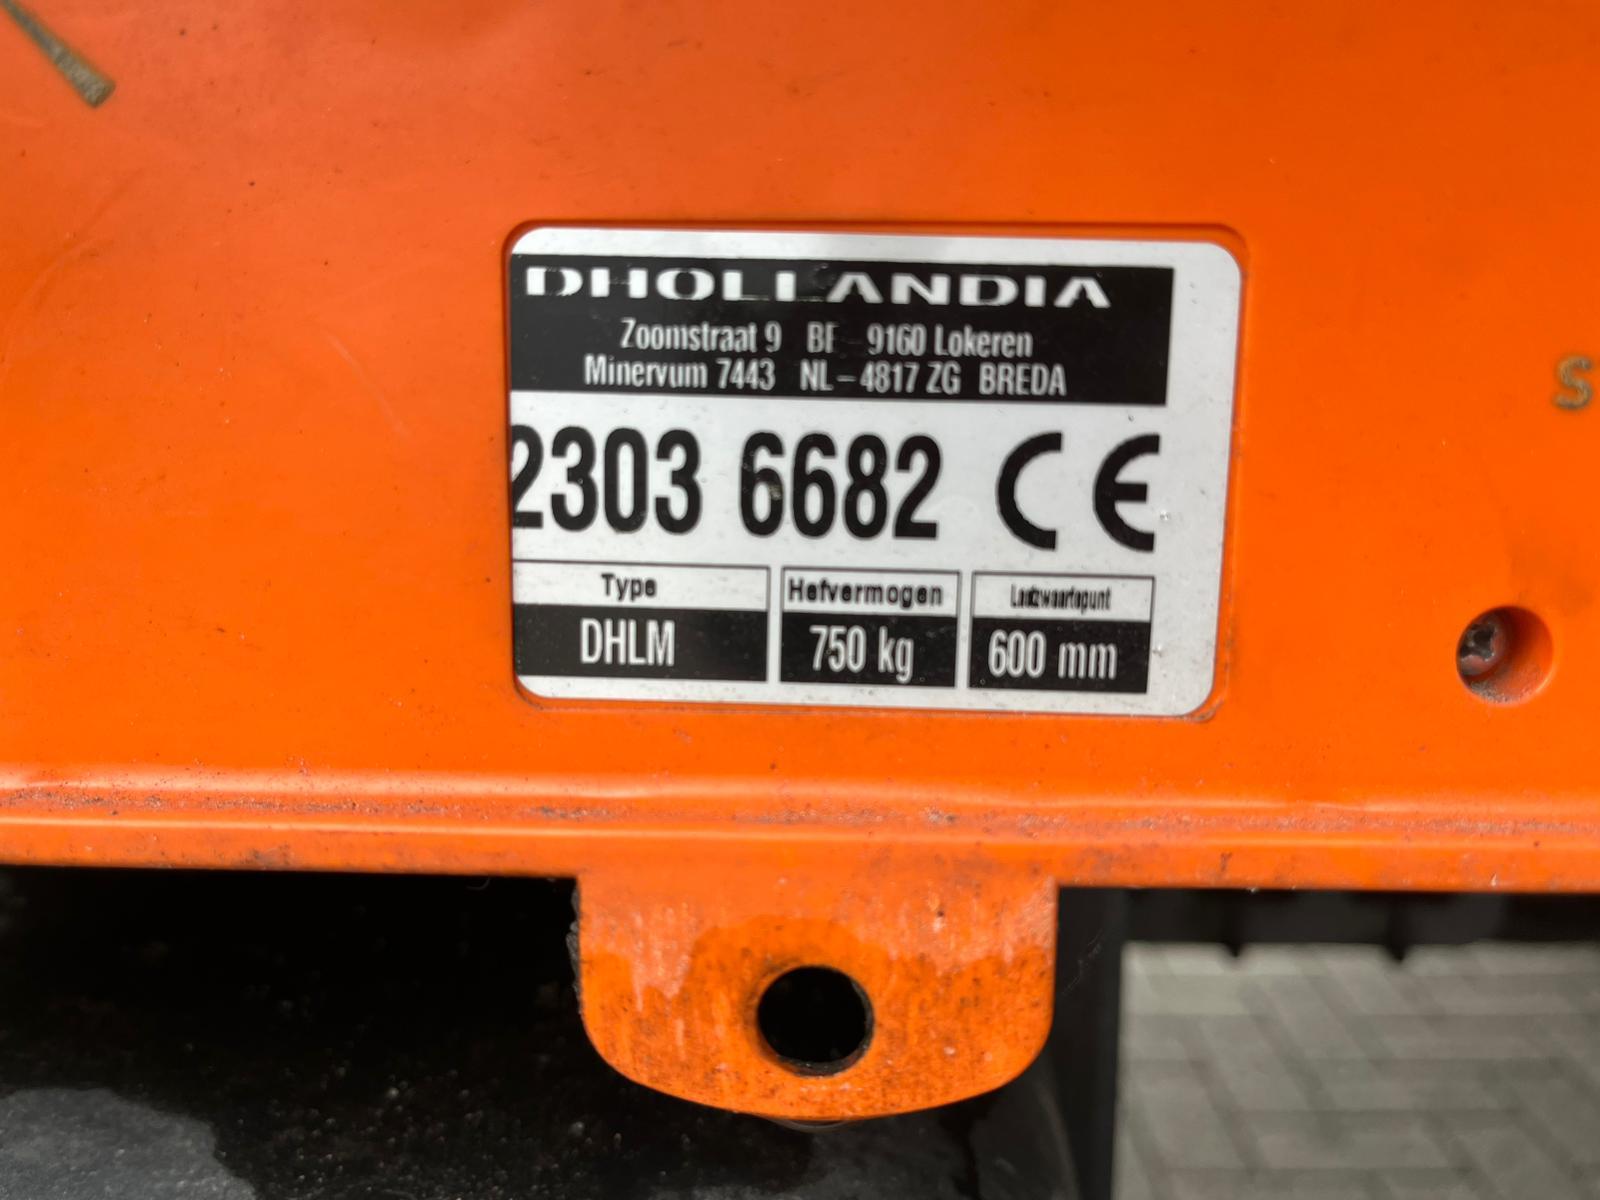 DHOLLANDIA
Zoomstraat 9 BE 9160 Lokeren
Minervum 7443 NL-4817 ZG BREDA
2303 6682 CE
Type Hefvermogen Lastzwaartepunt
DHLM 750 kg 600 mm
S